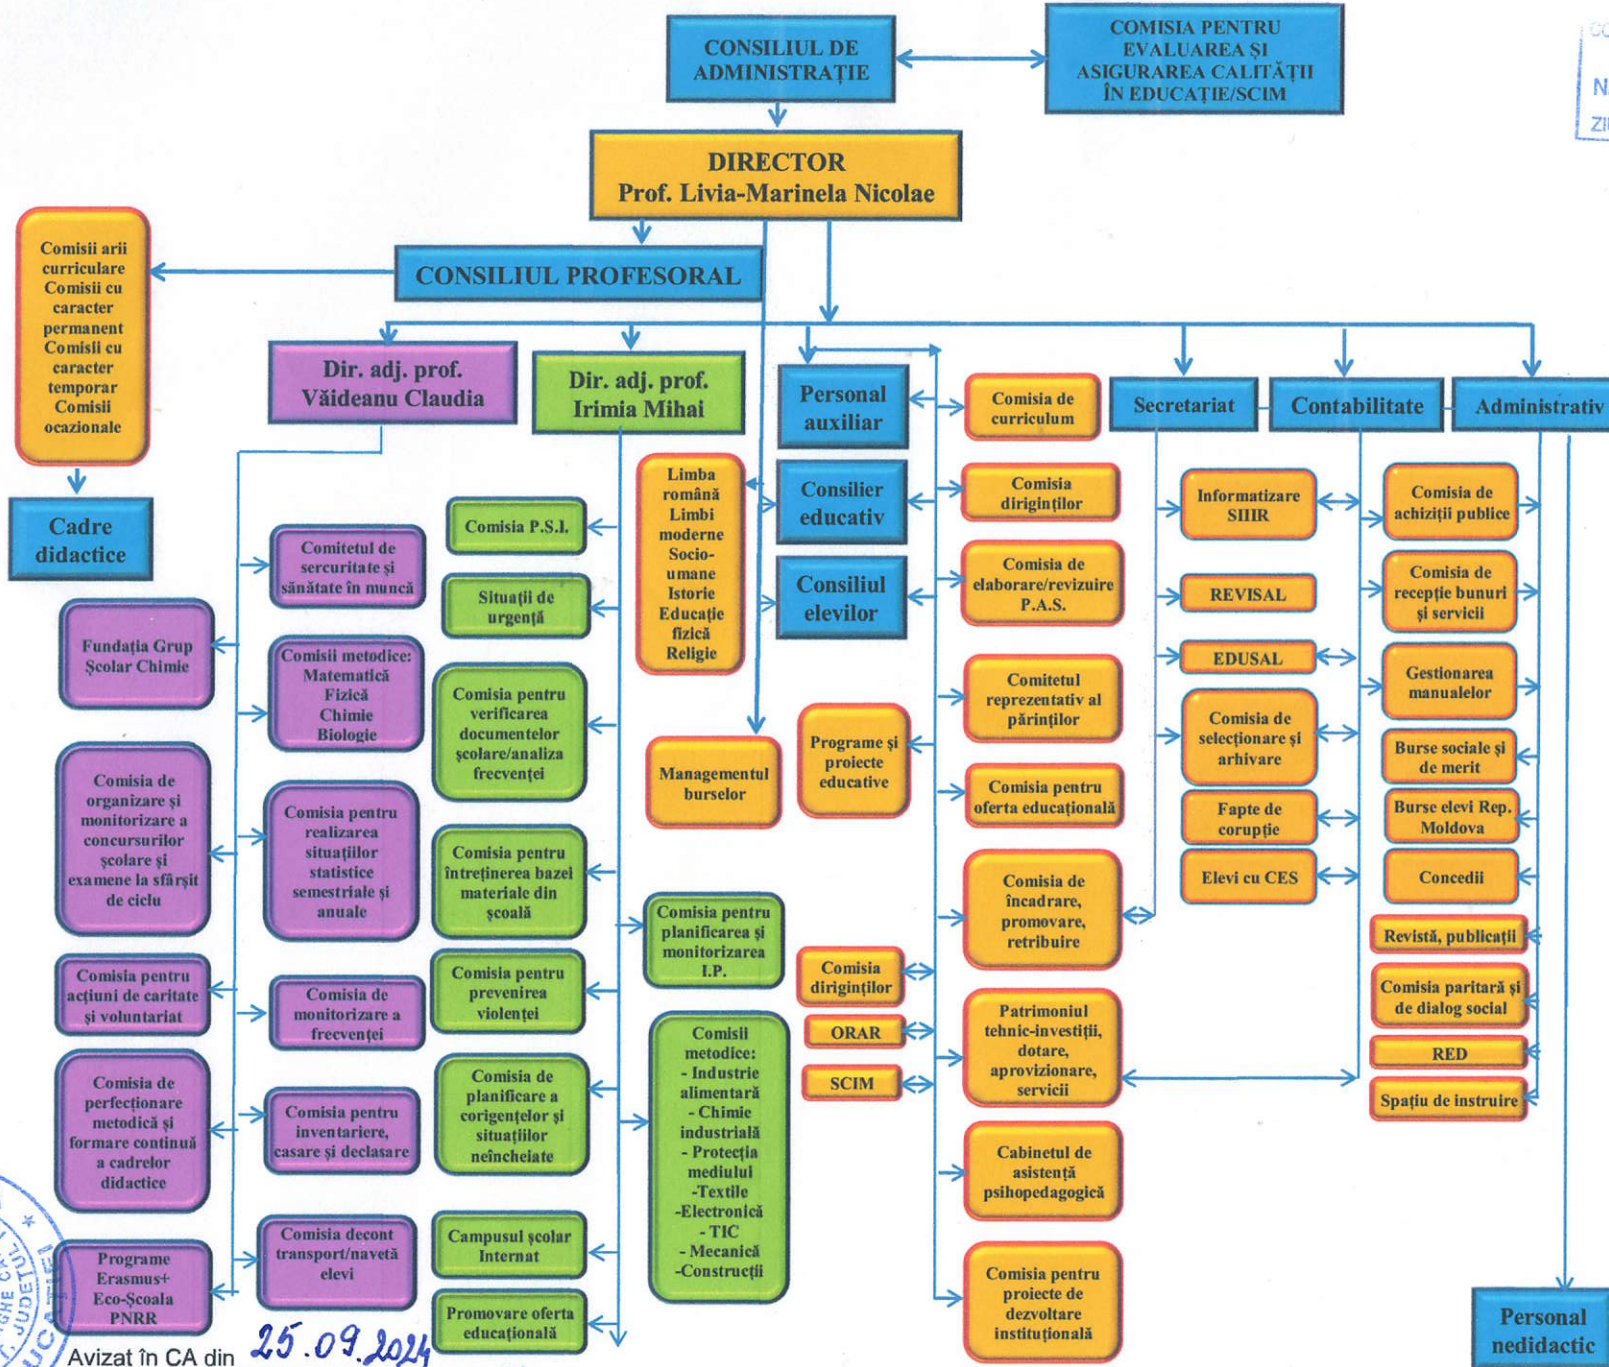 CONSILIUL DE
ADMINISTRAȚIE
COMISIA PENTRU
EVALUAREA ȘI
ASIGURAREA CALITĂȚII
ÎN EDUCAȚIE/SCIM
DIRECTOR
Prof. Livia-Marinela Nicolae
CONSILIUL PROFESORAL
Comisii arii
curriculare
Comisii cu
caracter
permanent
Comisii cu
caracter
temporar
Comisii
ocazionale
Cadre
didactice
Dir. adj. prof.
Văideanu Claudia
Dir. adj. prof.
Irimia Mihai
Personal
auxiliar
Consilier
educativ
Consiliul
elevilor
Secretariat
Contabilitate
Administrativ
Fundația Grup
Școlar Chimie
Comisia de
organizare și
monitorizare a
concursurilor
școlare și
examene la sfârșit
de ciclu
Comisia pentru
acțiuni de caritate
și voluntariat
Comisia de
perfecționare
metodică și
formare continuă
a cadrelor
didactice
Programe
Erasmus+
Eco-Școala
PNRR
Comitetul de
sercuritate și
sănătate în muncă
Comisii metodice:
Matematică
Fizică
Chimie
Biologie
Comisia pentru
realizarea
situațiilor
statistice
semestriale și
anuale
Comisia de
monitorizare a
frecvenței
Comisia pentru
inventariere,
casare și declasare
Comisia decont
transport/navetă
elevi
Comisia P.S.I.
Situații de
urgență
Comisia pentru
verificarea
documentelor
școlare/analiza
frecvenței
Comisia pentru
întreținerea bazei
materiale din
școală
Comisia pentru
prevenirea
violenței
Comisia de
planificare a
corigențelor și
situațiilor
neîncheiate
Campusul școlar
Internat
Promovare oferta
educațională
Limba
română
Limbi
moderne
Socio-
umane
Istorie
Educație
fizică
Religie
Managementul
burselor
Comisia pentru
planificarea și
monitorizarea
I.P.
Comisii
metodice:
- Industrie
alimentară
- Chimie
industrială
- Protecția
mediului
-Textile
-Electronică
- TIC
- Mecanică
-Construcții
Programe și
proiecte
educative
Comisia
diriginților
ORAR
SCIM
Comisia de
curriculum
Comisia
diriginților
Comisia de
elaborare/revizuire
P.A.S.
Comitetul
reprezentativ al
părinților
Comisia pentru
oferta educațională
Comisia de
încadrare,
promovare,
retribuire
Patrimoniul
tehnic-investiții,
dotare,
aprovizionare,
servicii
Cabinetul de
asistență
psihopedagogică
Comisia pentru
proiecte de
dezvoltare
instituțională
Informatizare
SIIIR
REVISAL
EDUSAL
Comisia de
selecționare și
arhivare
Fapte de
corupție
Elevi cu CES
Comisia de
achiziții publice
Comisia de
recepție bunuri
și servicii
Gestionarea
manualelor
Burse sociale și
de merit
Burse elevi Rep.
Moldova
Concedii
Revistă, publicații
Comisia paritară și
de dialog social
RED
Spațiu de instruire
Personal
nedidactic
Avizat în CA din 25.09.2024